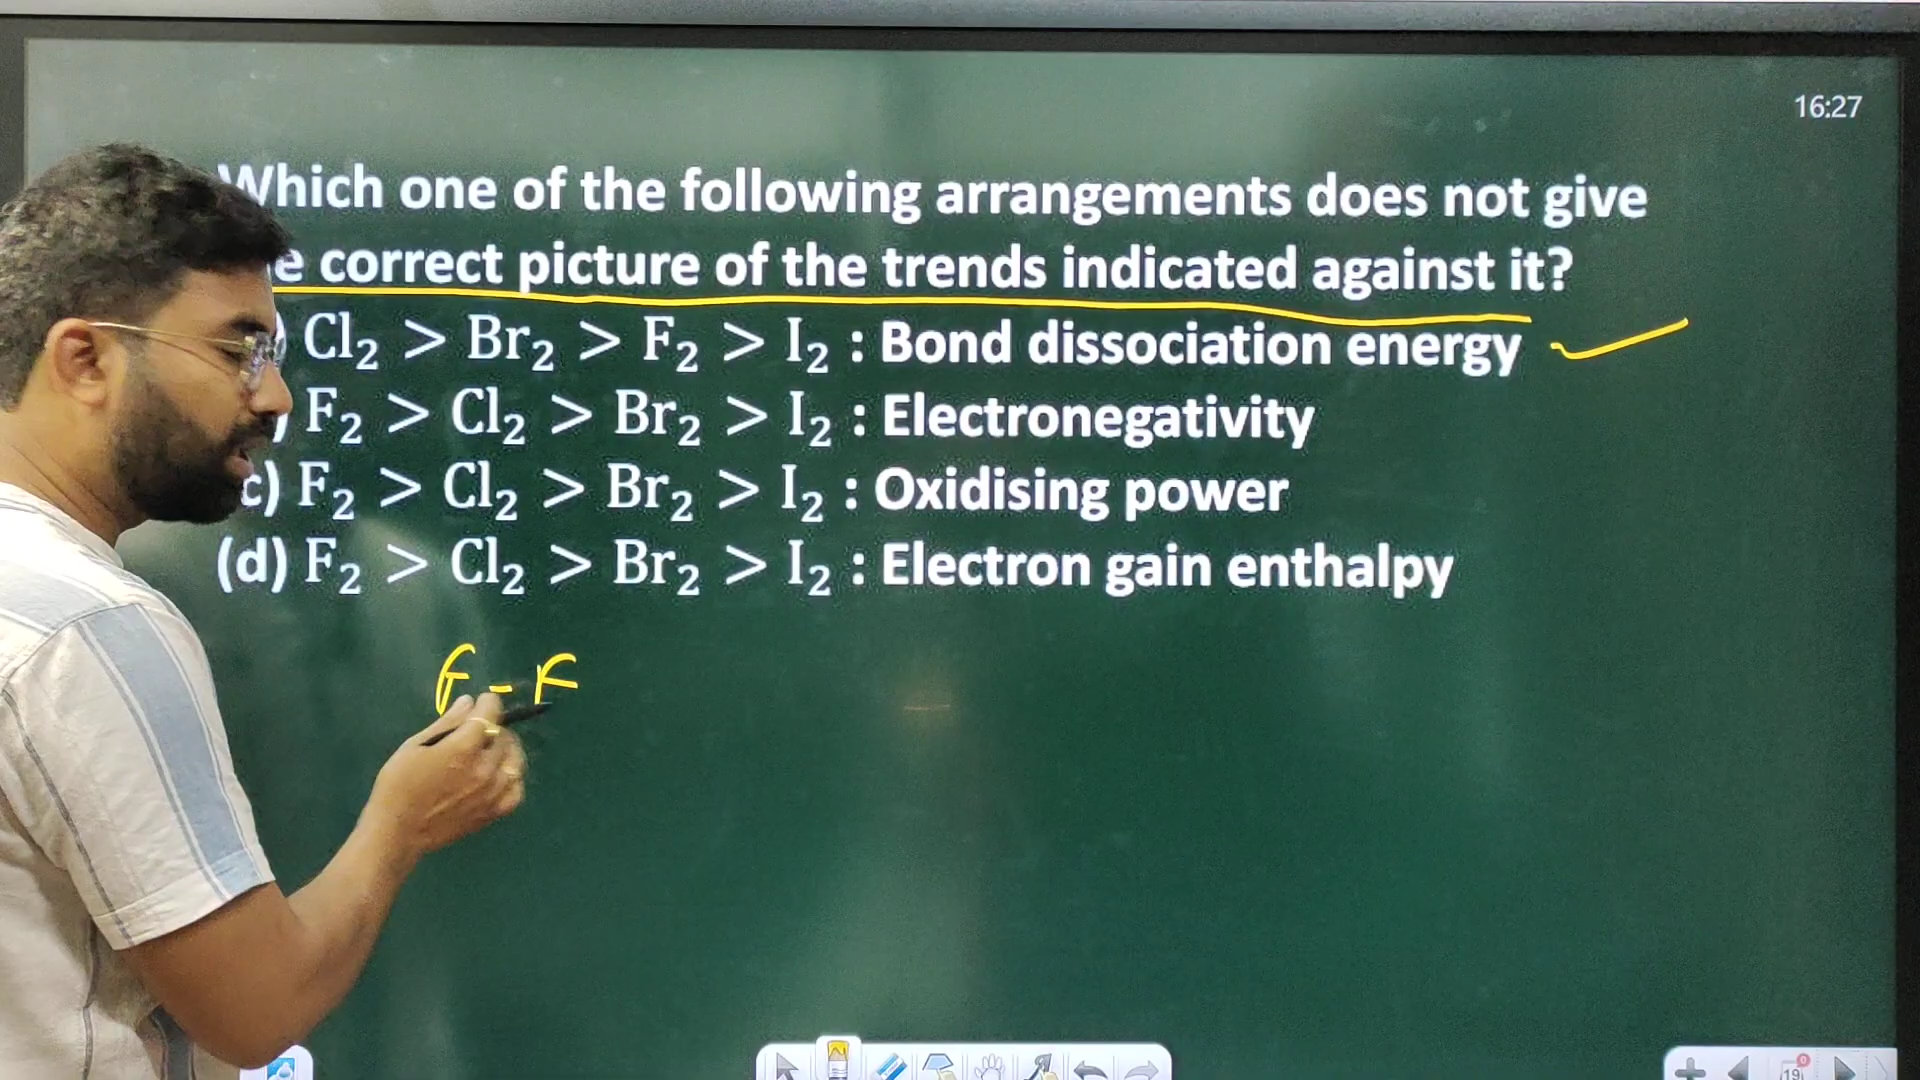 16:27
Which one of the following arrangements does not give
e correct picture of the trends indicated against it?
) Cl₂ > Br₂ > F₂ > I₂ : Bond dissociation energy
) F₂ > Cl₂ > Br₂ > I₂ : Electronegativity
c) F₂ > Cl₂ > Br₂ > I₂ : Oxidising power
(d) F₂ > Cl₂ > Br₂ > I₂ : Electron gain enthalpy
F - F
19